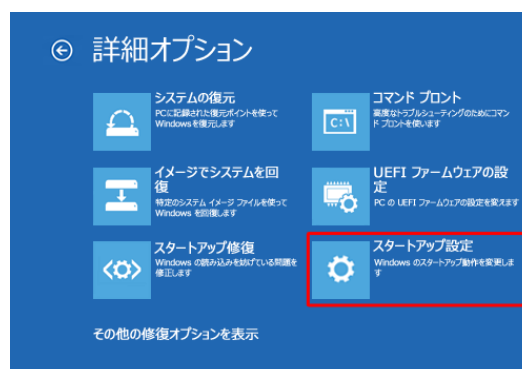 詳細オプション
システムの復元
PCに記録された復元ポイントを使って
Windows を復元します
コマンド プロント
高度なトラブルシューティングのためにコマン
ド プロントを使います
イメージでシステムを回
復
特定のシステム イメージ ファイルを使って
Windows を回復します
UEFI ファームウェアの設
定
PC の UEFI ファームウェアの設定を変えます
スタートアップ修復
Windows の読み込みを妨げている問題を
修正します
スタートアップ設定
Windows のスタートアップ動作を変更しま
す
C:\
その他の修復オプションを表示